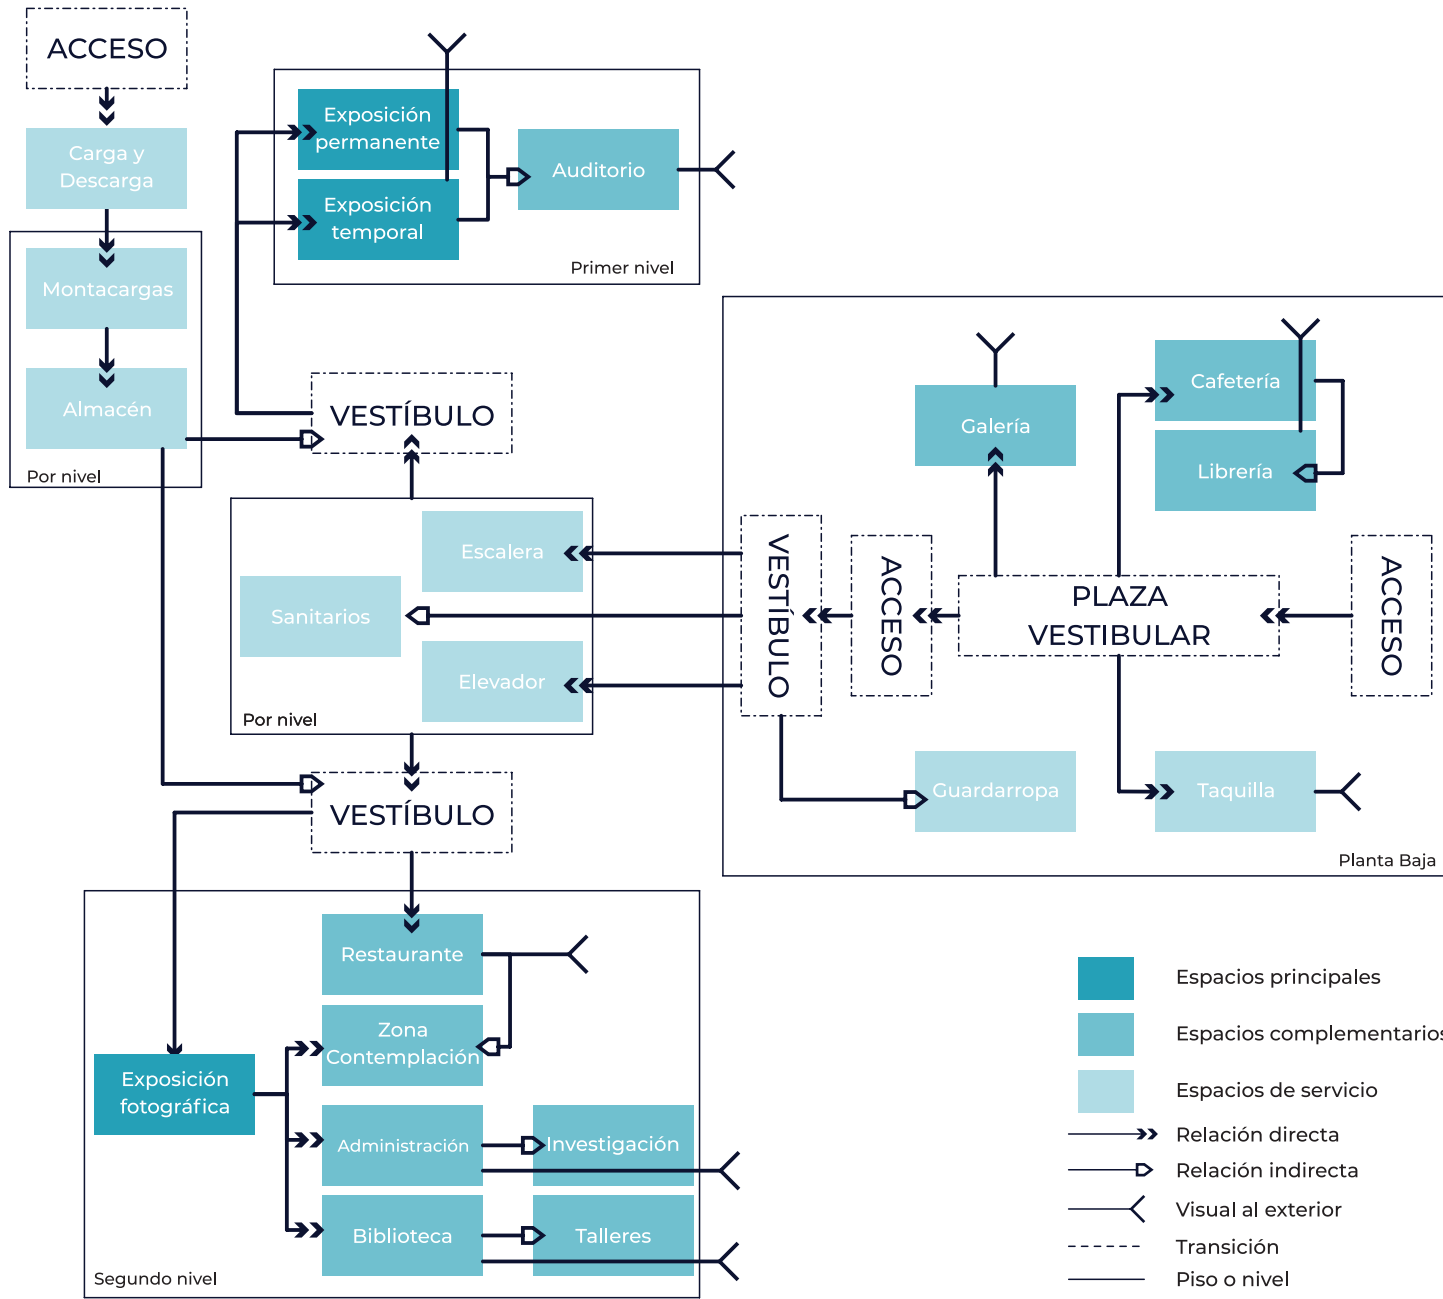 ACCESO
Carga y
Descarga
Montacargas
Almacén
Por nivel
Exposición
permanente
Exposición
temporal
Auditorio
Primer nivel
VESTÍBULO
Escalera
Sanitarios
Elevador
Por nivel
VESTÍBULO
Galería
Cafetería
Librería
VESTÍBULO
ACCESO
PLAZA
VESTIBULAR
ACCESO
Guardarropa
Taquilla
Planta Baja
Restaurante
Zona
Contemplación
Exposición
fotográfica
Administración
Investigación
Biblioteca
Talleres
Segundo nivel
Espacios principales
Espacios complementarios
Espacios de servicio
Relación directa
Relación indirecta
Visual al exterior
Transición
Piso o nivel